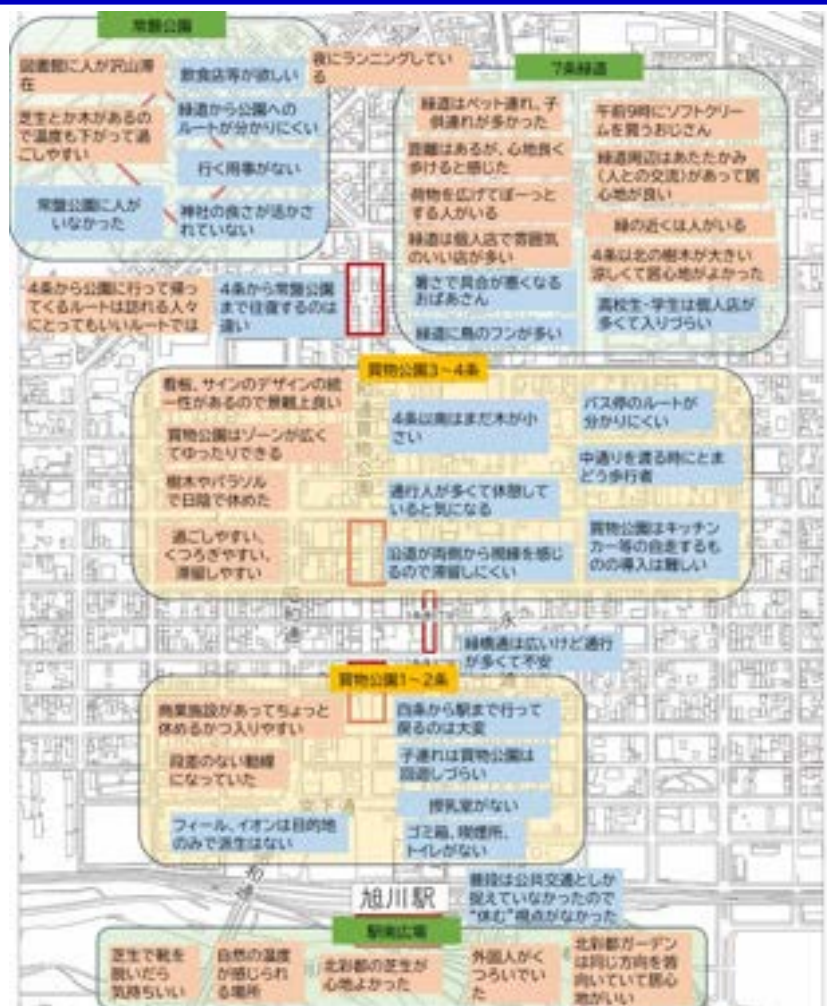 常盤公園
図書館に人が沢山滞
在
飲食店等が欲しい
夜にランニングしてい
る
芝生とか木があるの
で温度も下がって過
ごしやすい
緑道から公園への
ルートが分かりにくい
行く用事がない
常盤公園に人が
いなかった
神社の良さが活かさ
れていない
7条緑道
緑道はペット連れ、子
供連れが多かった
午前9時にソフトクリー
ムを買うおじさん
距離はあるが、心地良く
歩けると感じた
緑道周辺はあたたかみ
(人との交流)があって居
心地が良い
荷物を広げてぼーっと
する人がいる
緑の近くは人がいる
緑道は個人店で雰囲気
のいい店が多い
4条以北の樹木が大きい
涼しくて居心地がよかった
暑さで具合が悪くなる
おばあさん
高校生・学生は個人店が
多くて入りづらい
緑道に鳥のフンが多い
4条から公園に行って帰
ってくるルートは訪れる人々
にとってもいいルートでは
4条から常盤公園
まで往復するのは
遠い
買物公園3~4条
看板、サインのデザインの統
一性があるので景観上良い
4条以南はまだ木が小
さい
バス停のルートが
分かりにくい
買物公園はゾーンが広く
てゆったりできる
中通りを渡る時にとま
どう歩行者
樹木やパラソル
で日陰で休めた
通行人が多くて休憩して
いると気になる
過ごしやすい、
くつろぎやすい、
滞留しやすい
沿道が両側から視線を感じ
るので滞留しにくい
買物公園はキッチン
カー等の自走するも
のの導入は難しい
緑橋通は広いけど通行
が多くて不安
買物公園1~2条
商業施設があってちょっと
休めるかつ入りやすい
四条から駅まで行って
戻るのは大変
段差のない動線
になっていた
子連れは買物公園は
回遊しづらい
宮下通
授乳室がない
フィール、イオンは目的地
のみで派生はない
ゴミ箱、喫煙所、
トイレがない
旭川駅
普段は公共交通としか
捉えていなかったので
"休む"視点がなかった
駅南広場
芝生で靴を
脱いだら
気持ちいい
自然の温度
が感じられ
る場所
北彩都の芝生が
心地よかった
外国人がく
つろいでい
た
北彩都ガーデン
は同じ方向を皆
向いていて居心
地がいい